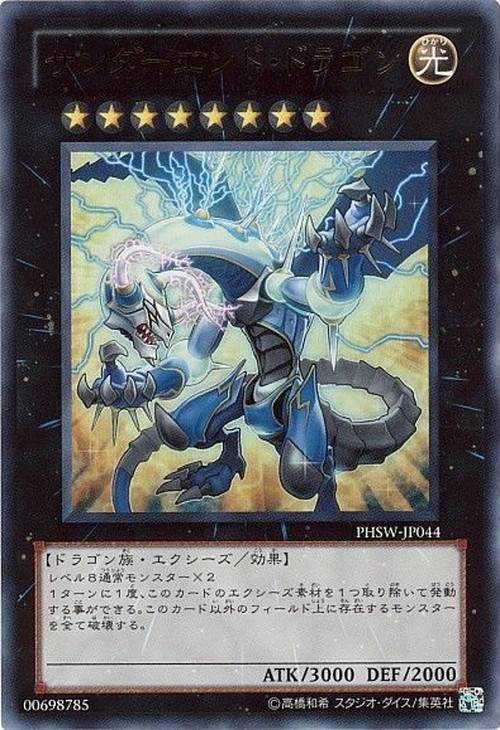 サンダーエンド・ドラゴン
光
ひかり
PHSW-JP044
【ドラゴン族・エクシーズ/効果】
レベル8通常モンスター×2
1ターンに1度、このカードのエクシーズ素材を1つ取り除いて発動
する事ができる。このカード以外のフィールド上に存在するモンスター
を全て破壊する。
ATK/3000 DEF/2000
00698785
©高橋和希 スタジオ・ダイス/集英社